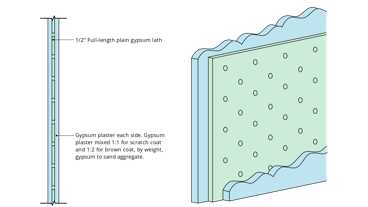 1/2" Full-length plain gypsum lath
Gypsum plaster each side. Gypsum
plaster mixed 1:1 for scratch coat
and 1:2 for brown coat, by weight,
gypsum to sand aggregate.